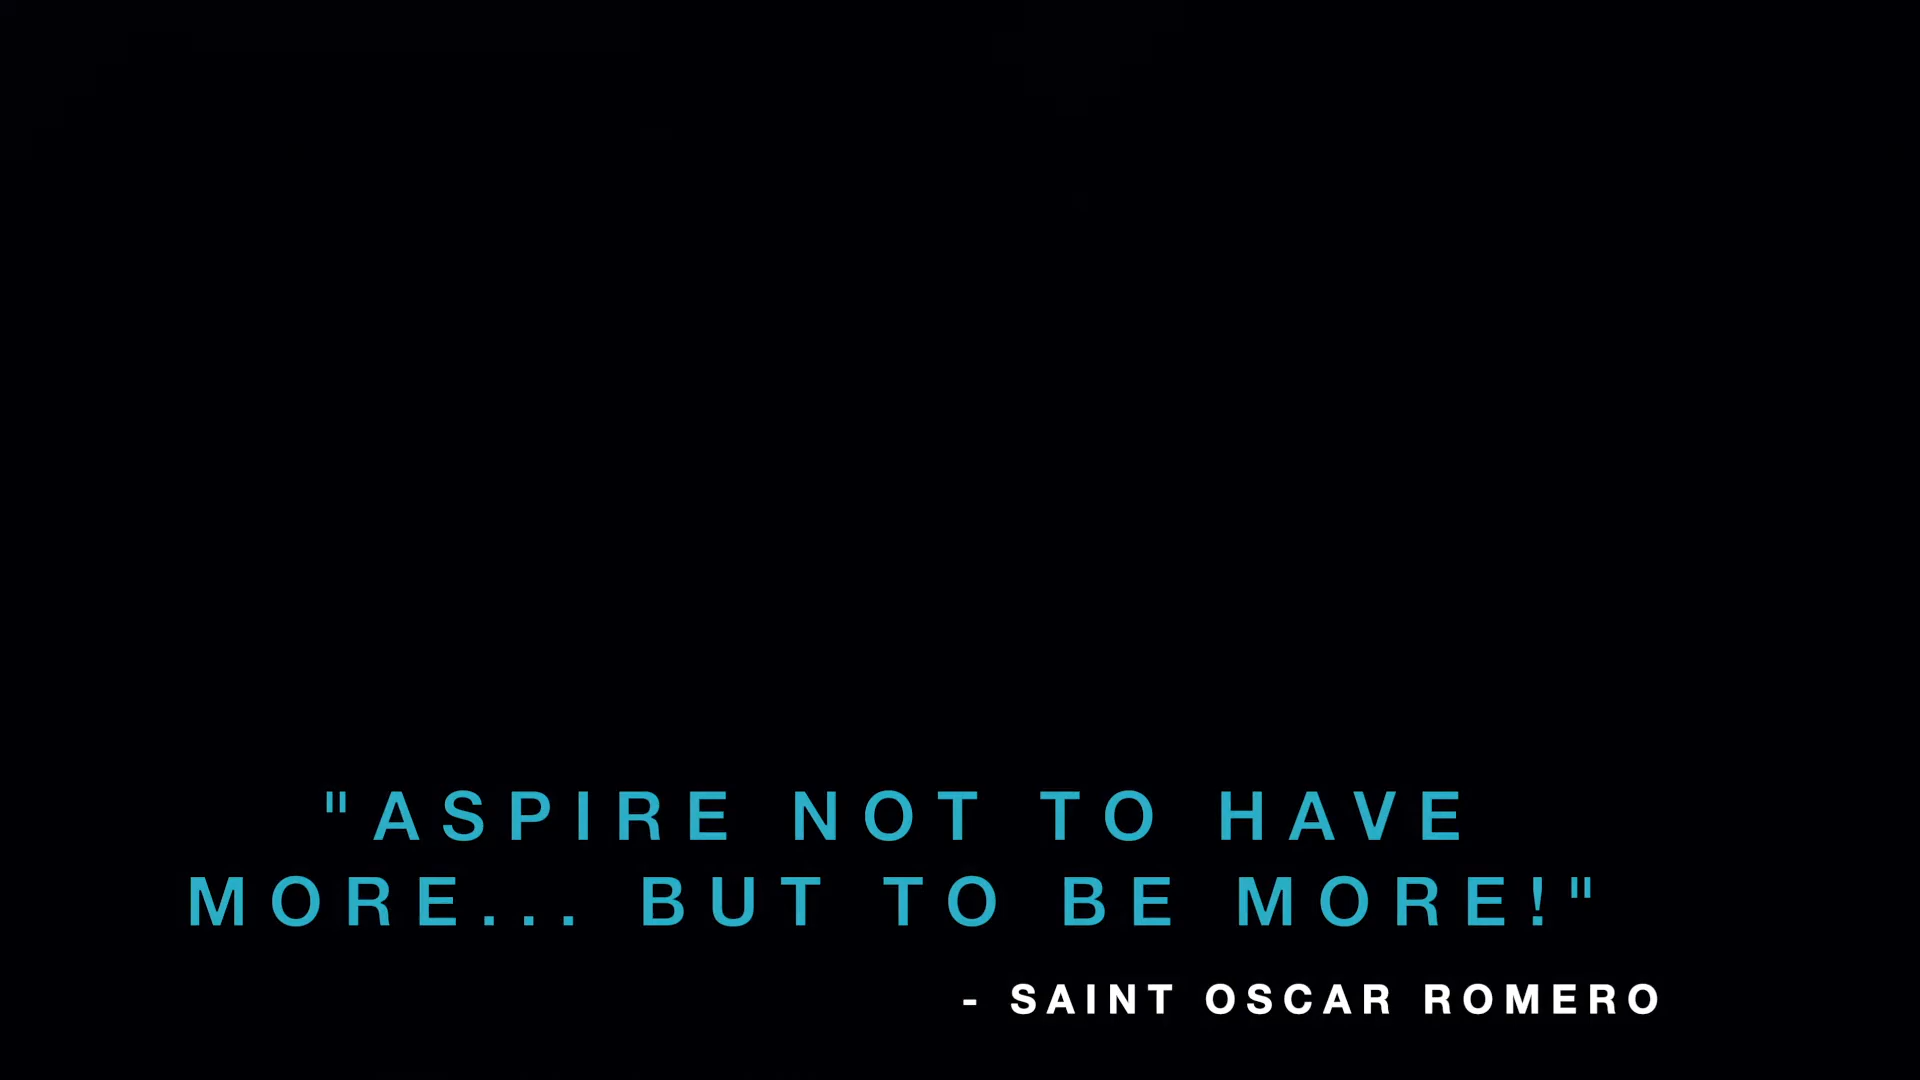 "ASPIRE NOT TO HAVE
MORE... BUT TO BE MORE!"
- SAINT OSCAR ROMERO